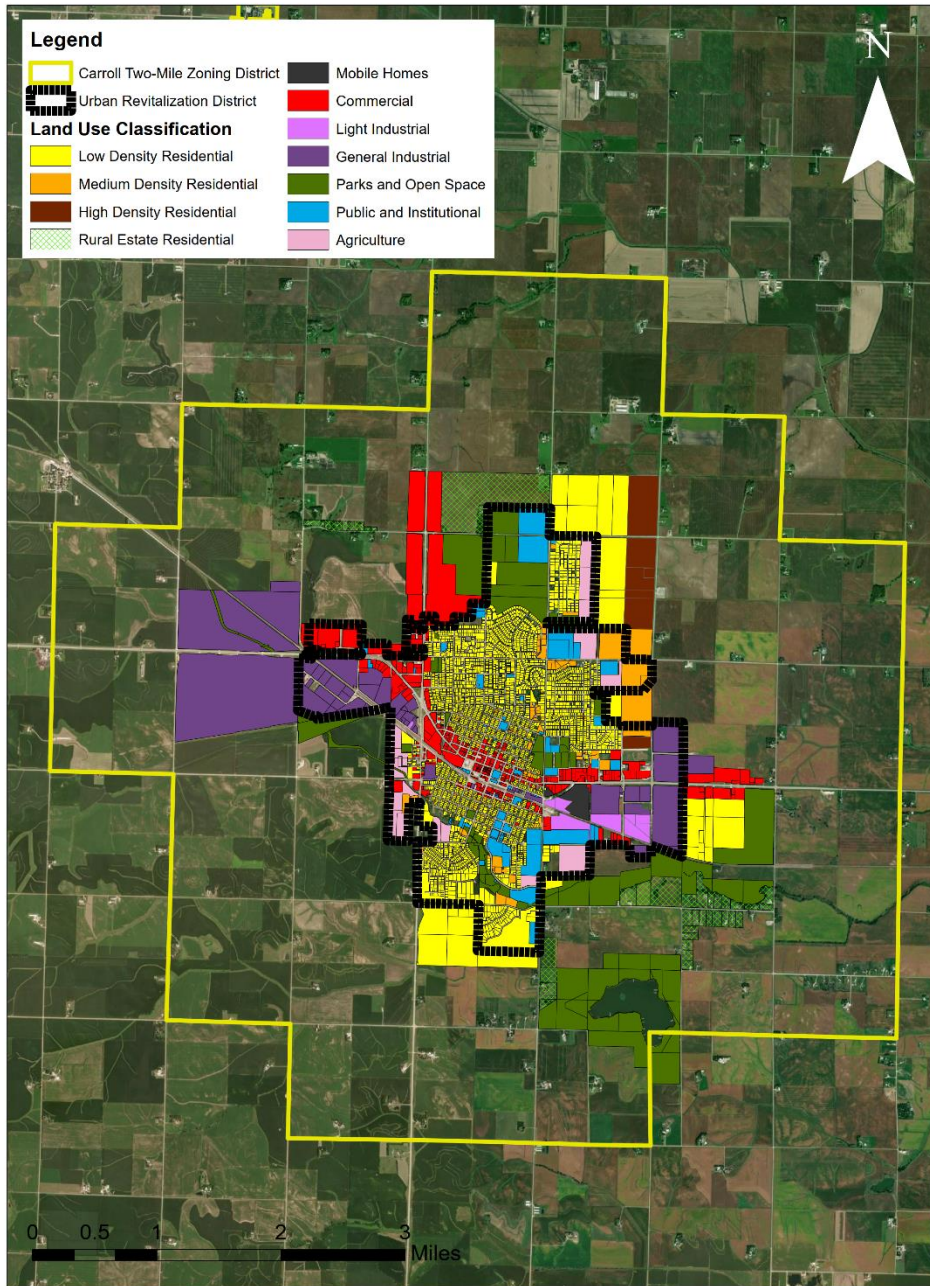 Legend
Carroll Two-Mile Zoning District
Urban Revitalization District
Land Use Classification
Low Density Residential
Medium Density Residential
High Density Residential
Rural Estate Residential
Mobile Homes
Commercial
Light Industrial
General Industrial
Parks and Open Space
Public and Institutional
Agriculture
N
0 0.5 1 2 3
Miles